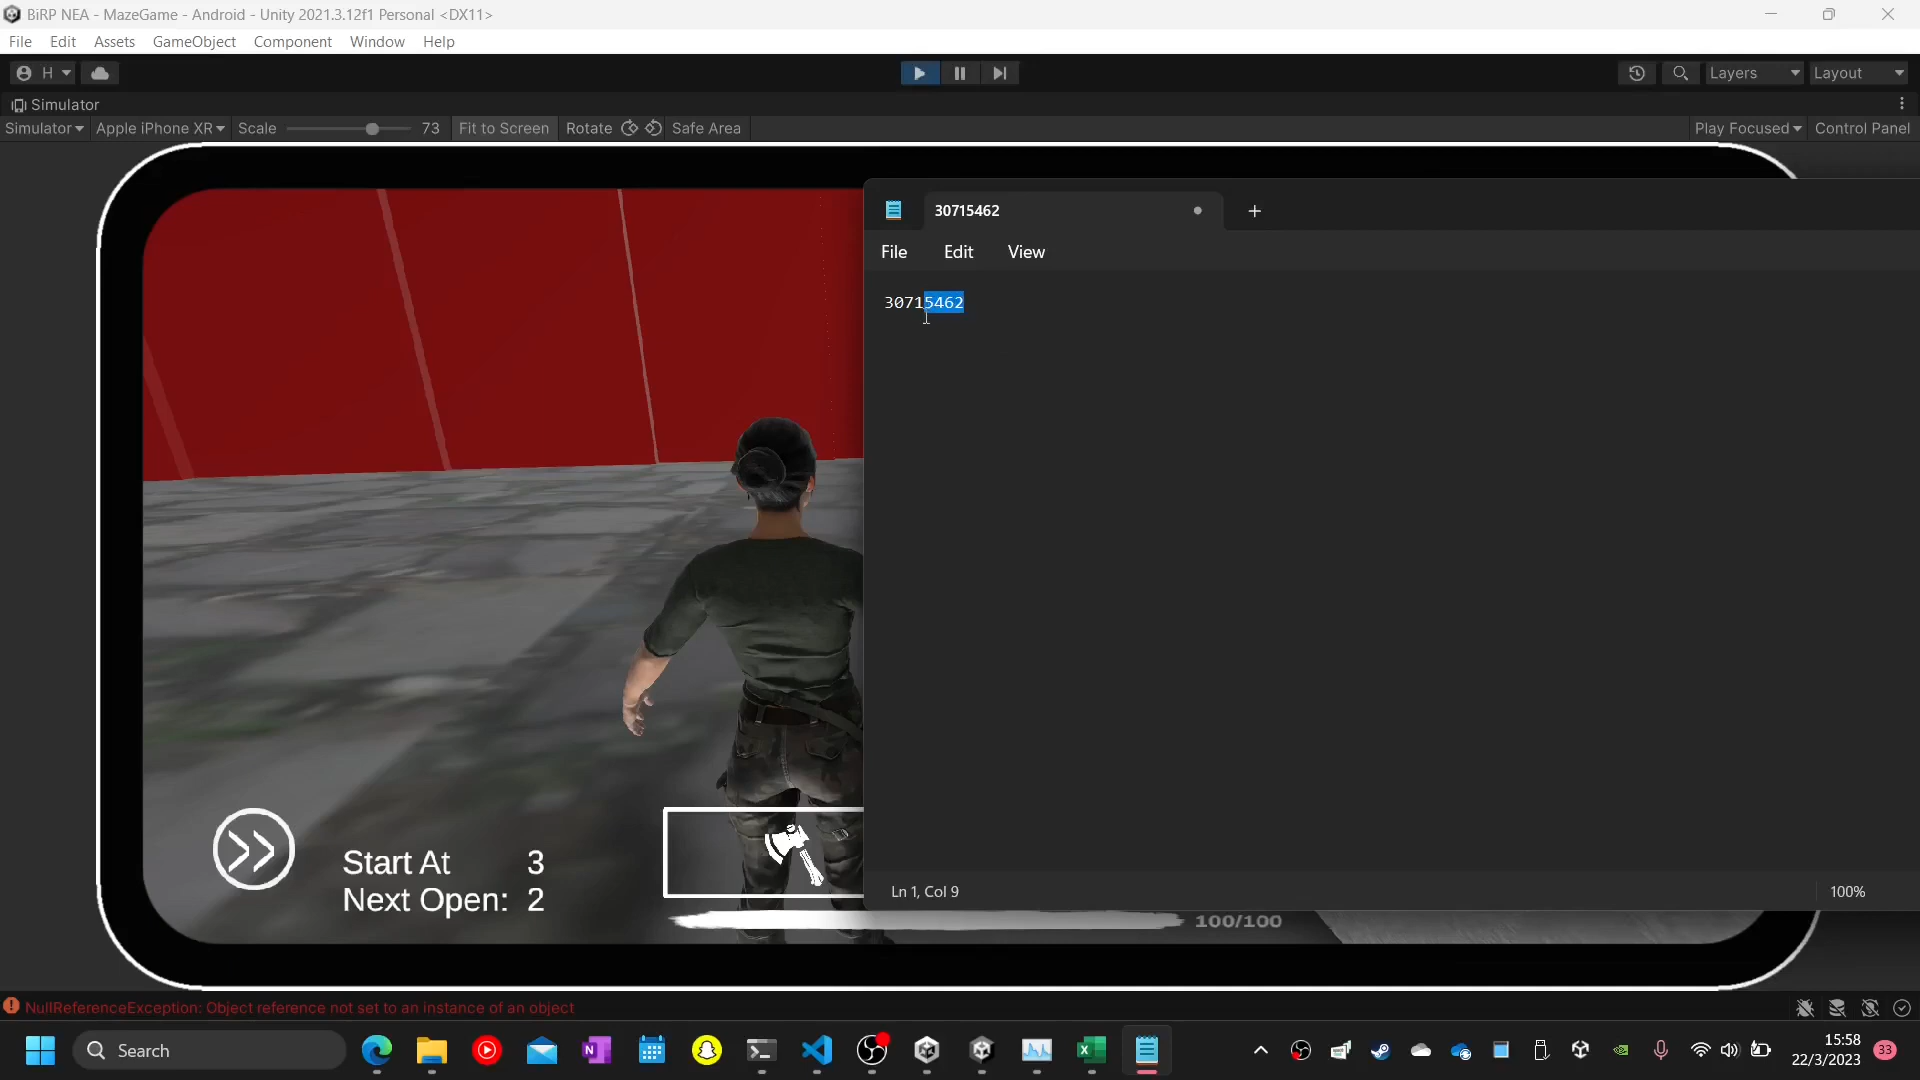 BiRP NEA - MazeGame - Android - Unity 2021.3.12f1 Personal <DX11>
File Edit Assets GameObject Component Window Help
H Layers Layout
Simulator
Simulator Apple iPhone XR Scale 73 Fit to Screen Rotate Safe Area Play Focused Control Panel
30715462
File Edit View
30715462
Start At 3
Next Open: 2
Ln 1, Col 9 100%
100/100
NullReferenceException: Object reference not set to an instance of an object
Search
15:58
22/3/2023 33